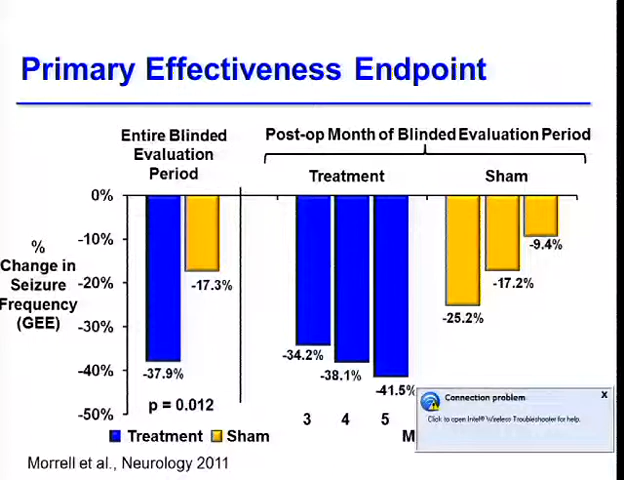 Primary Effectiveness Endpoint
Entire Blinded
Evaluation
Period
Post-op Month of Blinded Evaluation Period
Treatment
Sham
0%
-10%
-20%
-30%
-40%
-50%
%
Change in
Seizure
Frequency
(GEE)
-37.9%
-17.3%
p = 0.012
-34.2%
-38.1%
-41.5%
-25.2%
-17.2%
-9.4%
3
4
5
M
Treatment
Sham
Connection problem
x
Click to open Intel® Wireless Troubleshooter for help.
Morrell et al., Neurology 2011